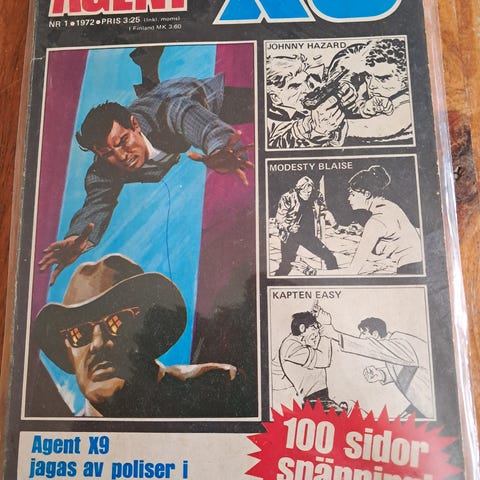 AGENT X9
NR 1 • 1972 • PRIS 3:25 (Inkl. moms)
I Finland MK 3.60
JOHNNY HAZARD
MODESTY BLAISE
KAPTEN EASY
Agent X9
jagas av poliser i
100 sidor
spänning!